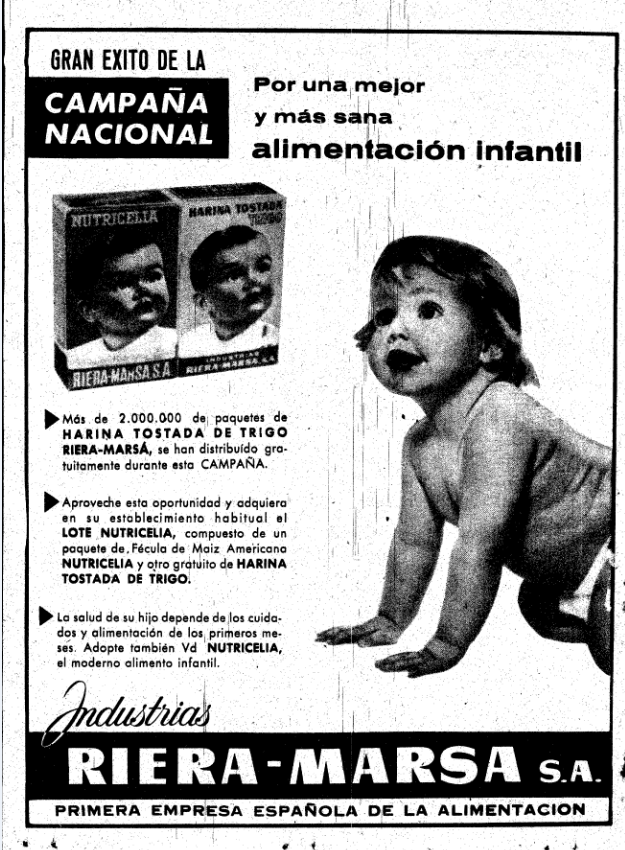 GRAN EXITO DE LA
CAMPAÑA
NACIONAL
Por una mejor
y más sana
alimentación infantil
NUTRICELIA
HARINA TOSTADA
TRIGO
RIERA-MARSA.S.A
INDUSTRIAS
RIERA-MARSA.S.A.
Más de 2.000.000 de paquetes de
HARINA TOSTADA DE TRIGO
RIERA-MARSÁ, se han distribuído gra-
tuitamente durante esta CAMPAÑA.
Aproveche esta oportunidad y adquiera
en su establecimiento habitual el
LOTE NUTRICELIA, compuesto de un
paquete de Fécula de Maiz Americana
NUTRICELIA y otro gratuito de HARINA
TOSTADA DE TRIGO.
La salud de su hijo depende de los cuida-
dos y alimentación de los primeros me-
ses. Adopte también Vd NUTRICELIA,
el moderno alimento infantil.
Industrias
RIERA-MARSA S.A.
PRIMERA EMPRESA ESPAÑOLA DE LA ALIMENTACION